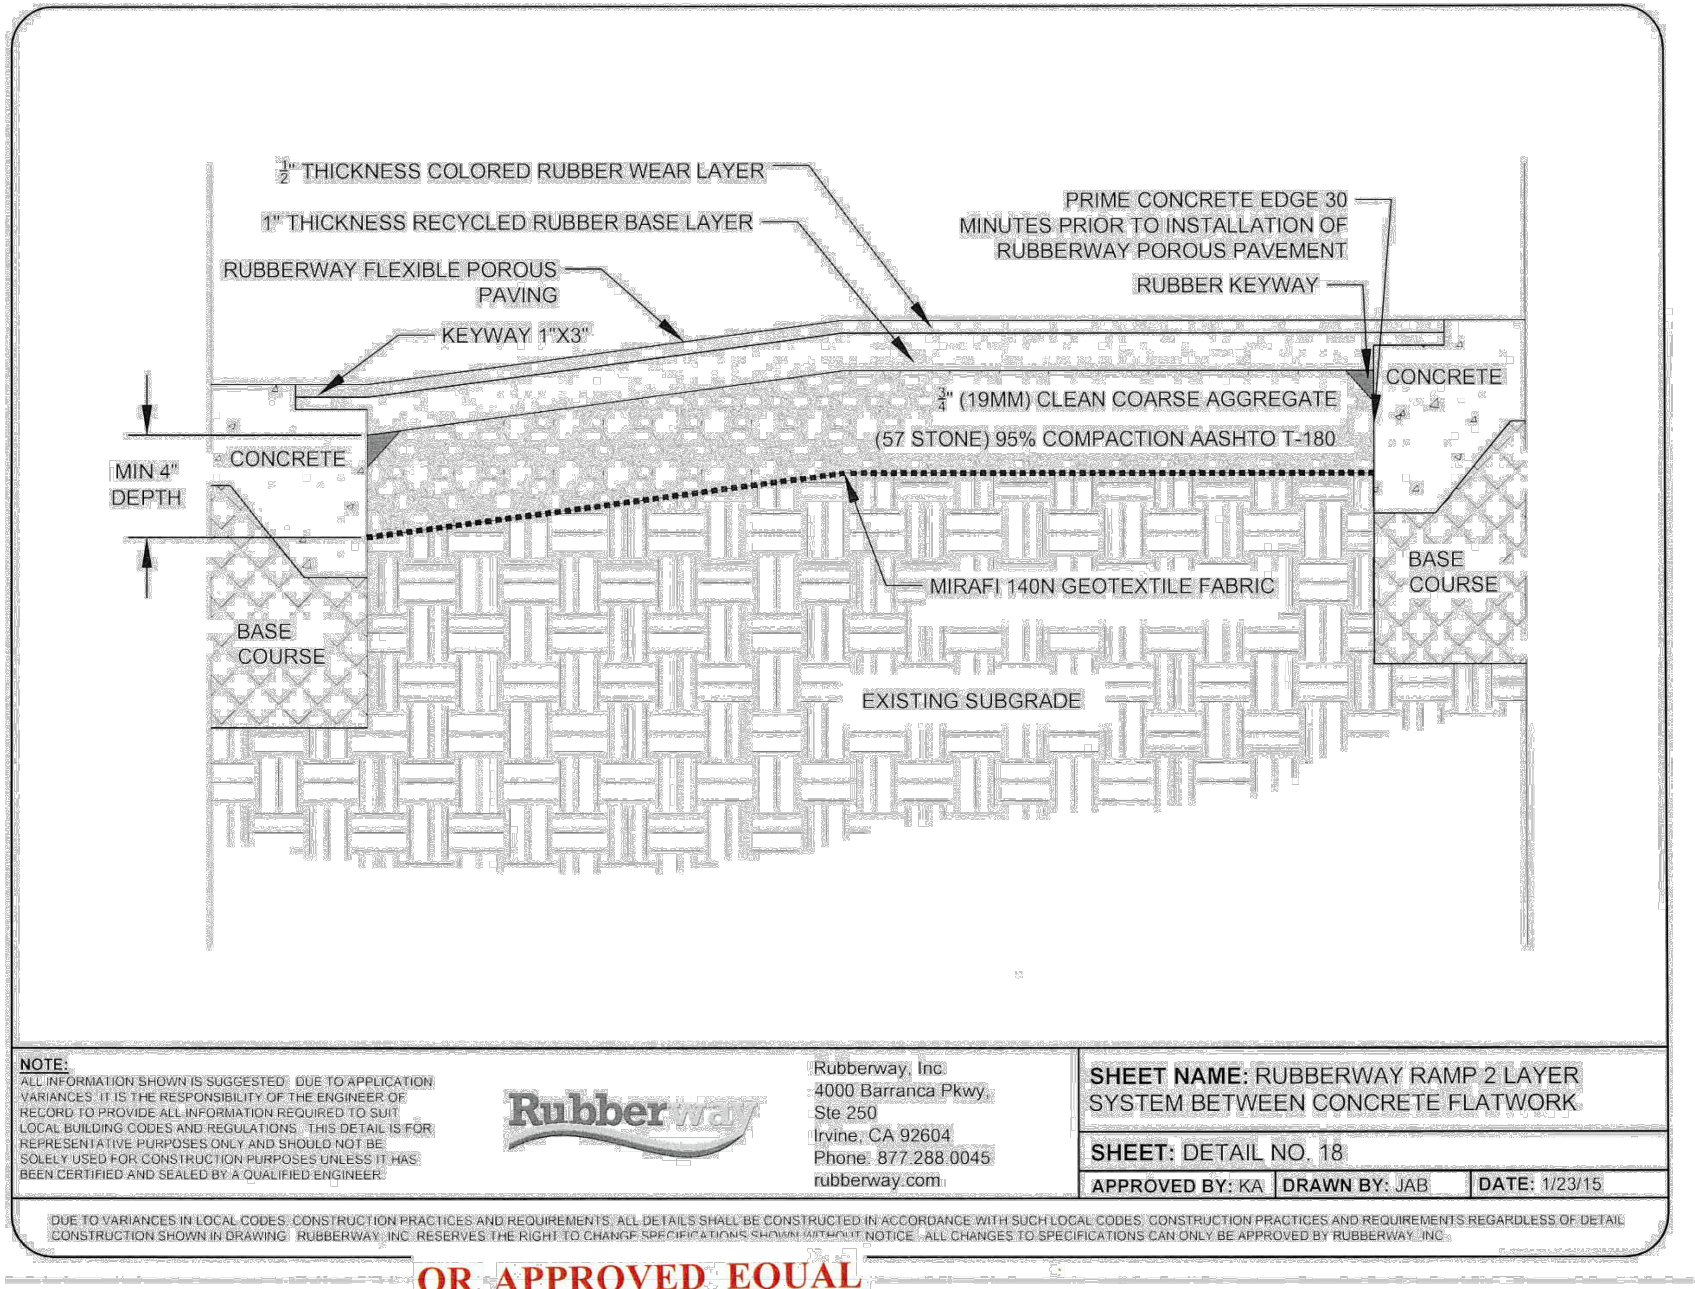 ½" THICKNESS COLORED RUBBER WEAR LAYER
1" THICKNESS RECYCLED RUBBER BASE LAYER
RUBBERWAY FLEXIBLE POROUS
PAVING
KEYWAY 1"X3"
PRIME CONCRETE EDGE 30
MINUTES PRIOR TO INSTALLATION OF
RUBBERWAY POROUS PAVEMENT
RUBBER KEYWAY
CONCRETE
¾" (19MM) CLEAN COARSE AGGREGATE
(57 STONE) 95% COMPACTION AASHTO T-180
CONCRETE
MIN 4"
DEPTH
BASE
COURSE
MIRAFI 140N GEOTEXTILE FABRIC
BASE
COURSE
EXISTING SUBGRADE
NOTE:
ALL INFORMATION SHOWN IS SUGGESTED DUE TO APPLICATION
VARIANCES. IT IS THE RESPONSIBILITY OF THE ENGINEER OF
RECORD TO PROVIDE ALL INFORMATION REQUIRED TO SUIT
LOCAL BUILDING CODES AND REGULATIONS THIS DETAIL IS FOR
REPRESENTATIVE PURPOSES ONLY AND SHOULD NOT BE
SOLELY USED FOR CONSTRUCTION PURPOSES UNLESS IT HAS
BEEN CERTIFIED AND SEALED BY A QUALIFIED ENGINEER.
Rubberway
Rubberway, Inc
4000 Barranca Pkwy,
Ste 250
Irvine, CA 92604
Phone. 877.288.0045
rubberway.com
SHEET NAME: RUBBERWAY RAMP 2 LAYER
SYSTEM BETWEEN CONCRETE FLATWORK
SHEET: DETAIL NO. 18
APPROVED BY: KA DRAWN BY: JAB DATE: 1/23/15
DUE TO VARIANCES IN LOCAL CODES, CONSTRUCTION PRACTICES AND REQUIREMENTS, ALL DETAILS SHALL BE CONSTRUCTED IN ACCORDANCE WITH SUCH LOCAL CODES, CONSTRUCTION PRACTICES AND REQUIREMENTS REGARDLESS OF DETAIL
CONSTRUCTION SHOWN IN DRAWING RUBBERWAY, INC. RESERVES THE RIGHT TO CHANGE SPECIFICATIONS SHOWN WITHOUT NOTICE ALL CHANGES TO SPECIFICATIONS CAN ONLY BE APPROVED BY RUBBERWAY, INC.
OR APPROVED EQUAL